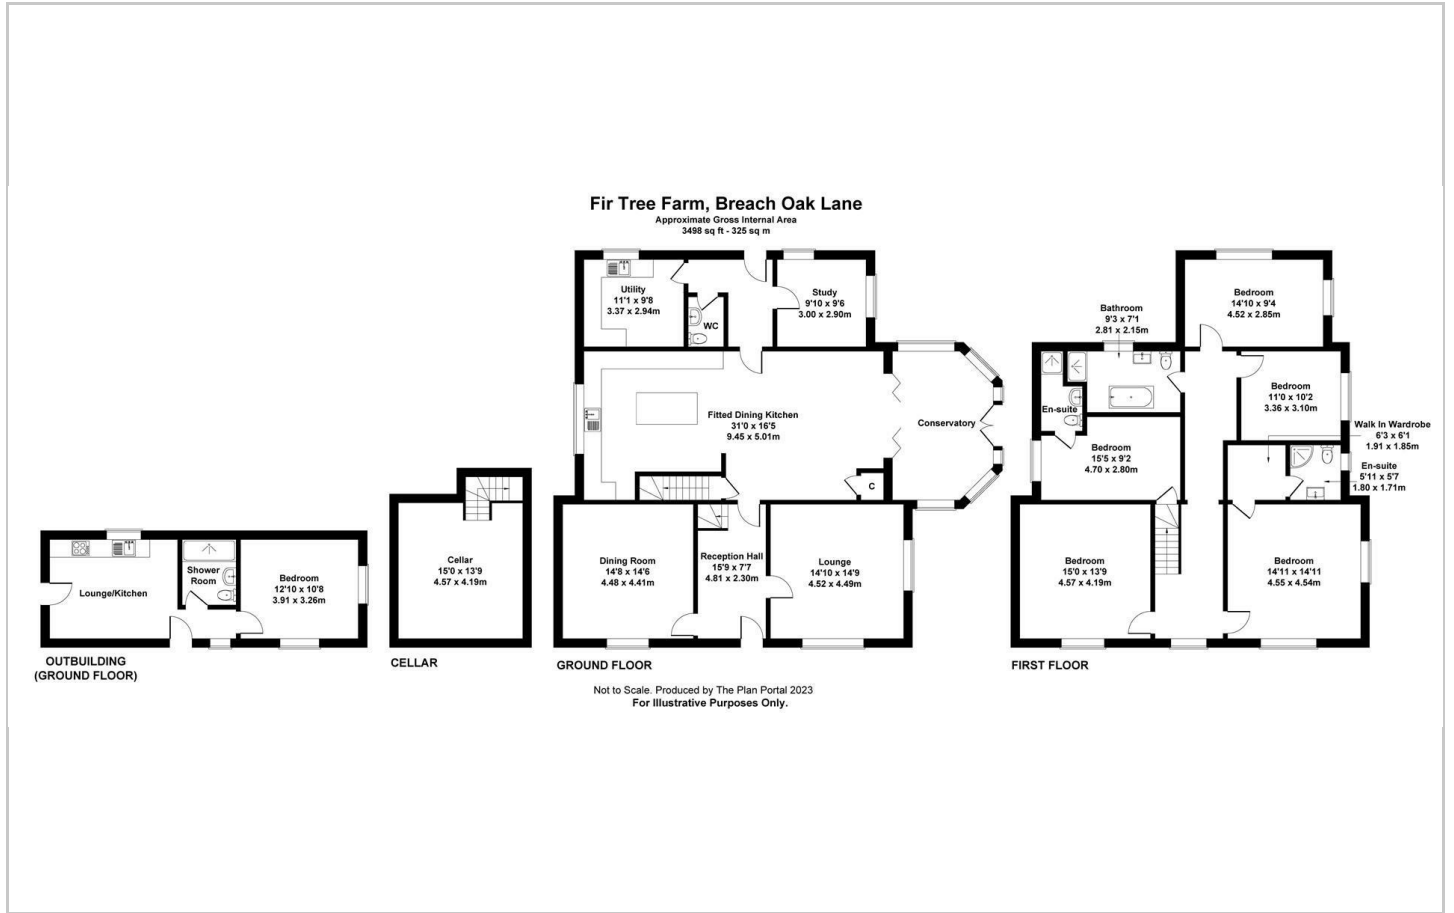 Fir Tree Farm, Breach Oak Lane
Approximate Gross Internal Area
3498 sq ft - 325 sq m
Utility
11'1 x 9'8
3.37 x 2.94m
WC
Study
9'10 x 9'6
3.00 x 2.90m
Fitted Dining Kitchen
31'0 x 16'5
9.45 x 5.01m
Conservatory
C
Dining Room
14'8 x 14'6
4.48 x 4.41m
Reception Hall
15'9 x 7'7
4.81 x 2.30m
Lounge
14'10 x 14'9
4.52 x 4.49m
GROUND FLOOR
Lounge/Kitchen
Shower
Room
Bedroom
12'10 x 10'8
3.91 x 3.26m
OUTBUILDING
(GROUND FLOOR)
Cellar
15'0 x 13'9
4.57 x 4.19m
CELLAR
Bedroom
14'10 x 9'4
4.52 x 2.85m
Bathroom
9'3 x 7'1
2.81 x 2.15m
Bedroom
11'0 x 10'2
3.36 x 3.10m
En-suite
Bedroom
15'5 x 9'2
4.70 x 2.80m
Walk In Wardrobe
6'3 x 6'1
1.91 x 1.85m
En-suite
5'11 x 5'7
1.80 x 1.71m
Bedroom
15'0 x 13'9
4.57 x 4.19m
Bedroom
14'11 x 14'11
4.55 x 4.54m
FIRST FLOOR
Not to Scale. Produced by The Plan Portal 2023
For Illustrative Purposes Only.